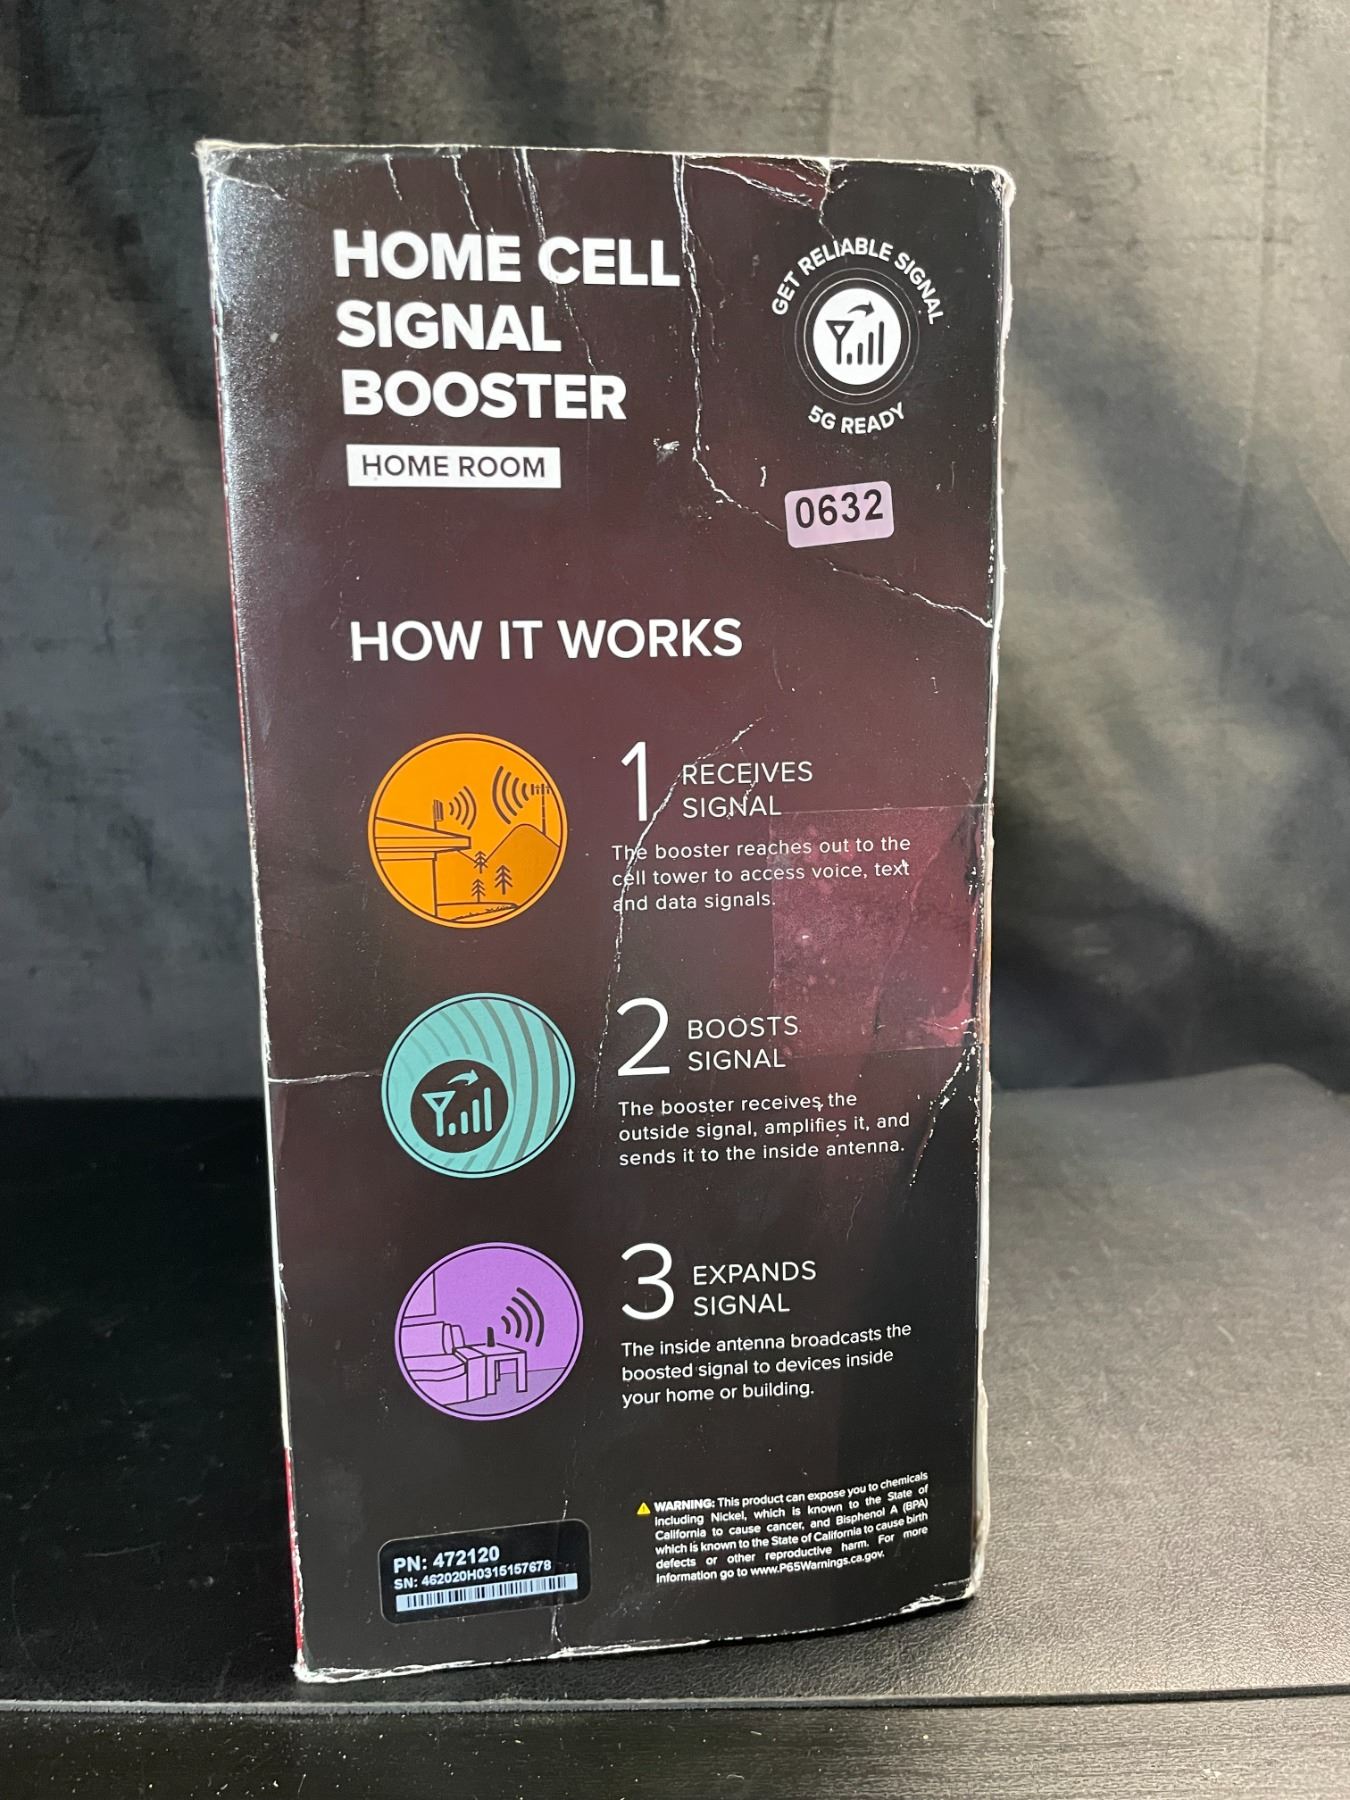 HOME CELL
SIGNAL
BOOSTER
HOME ROOM
GET RELIABLE SIGNAL
5G READY
0632
HOW IT WORKS
1 RECEIVES
SIGNAL
The booster reaches out to the
cell tower to access voice, text
and data signals.
2 BOOSTS
SIGNAL
The booster receives the
outside signal, amplifies it, and
sends it to the inside antenna.
3 EXPANDS
SIGNAL
The inside antenna broadcasts the
boosted signal to devices inside
your home or building.
WARNING: This product can expose you to chemicals
including Nickel, which is known to the State of
California to cause cancer, and Bisphenol A (BPA)
which is known to the State of California to cause birth
defects or other reproductive harm. For more
information go to www.P65Warnings.ca.gov.
PN: 472120
SN: 462020H0315157678